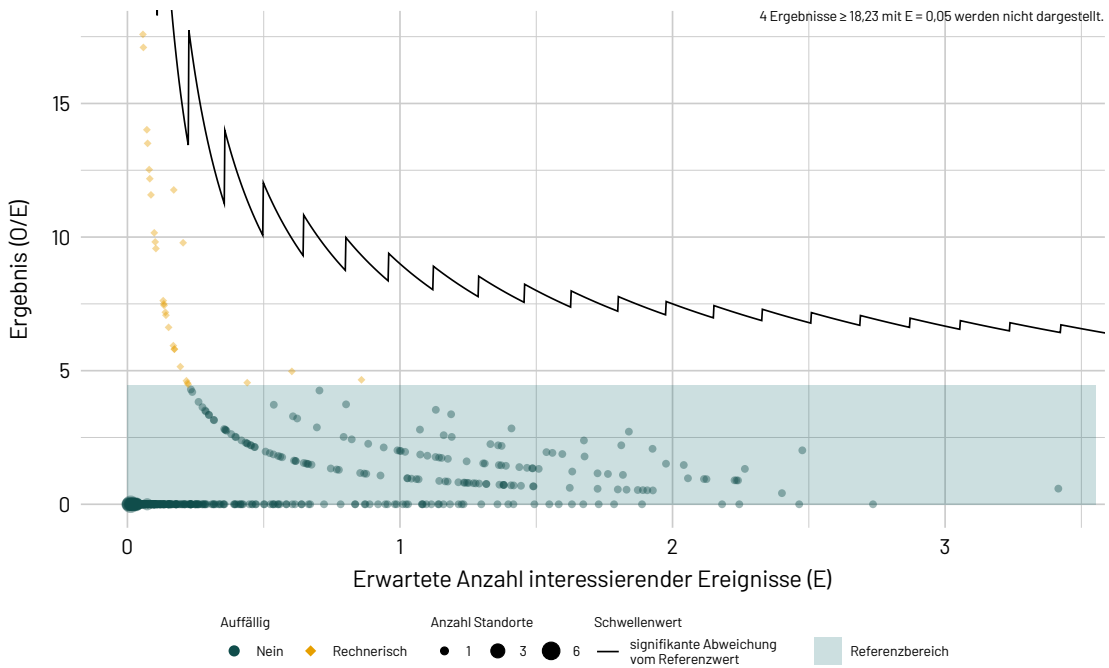 4 Ergebnisse ≥ 18,23 mit E = 0,05 werden nicht dargestellt.
Ergebnis (O/E)
15
10
5
0
0 1 2 3
Erwartete Anzahl interessierender Ereignisse (E)
Auffällig Anzahl Standorte Schwellenwert
Nein Rechnerisch 1 3 6 signifikante Abweichung
vom Referenzwert Referenzbereich